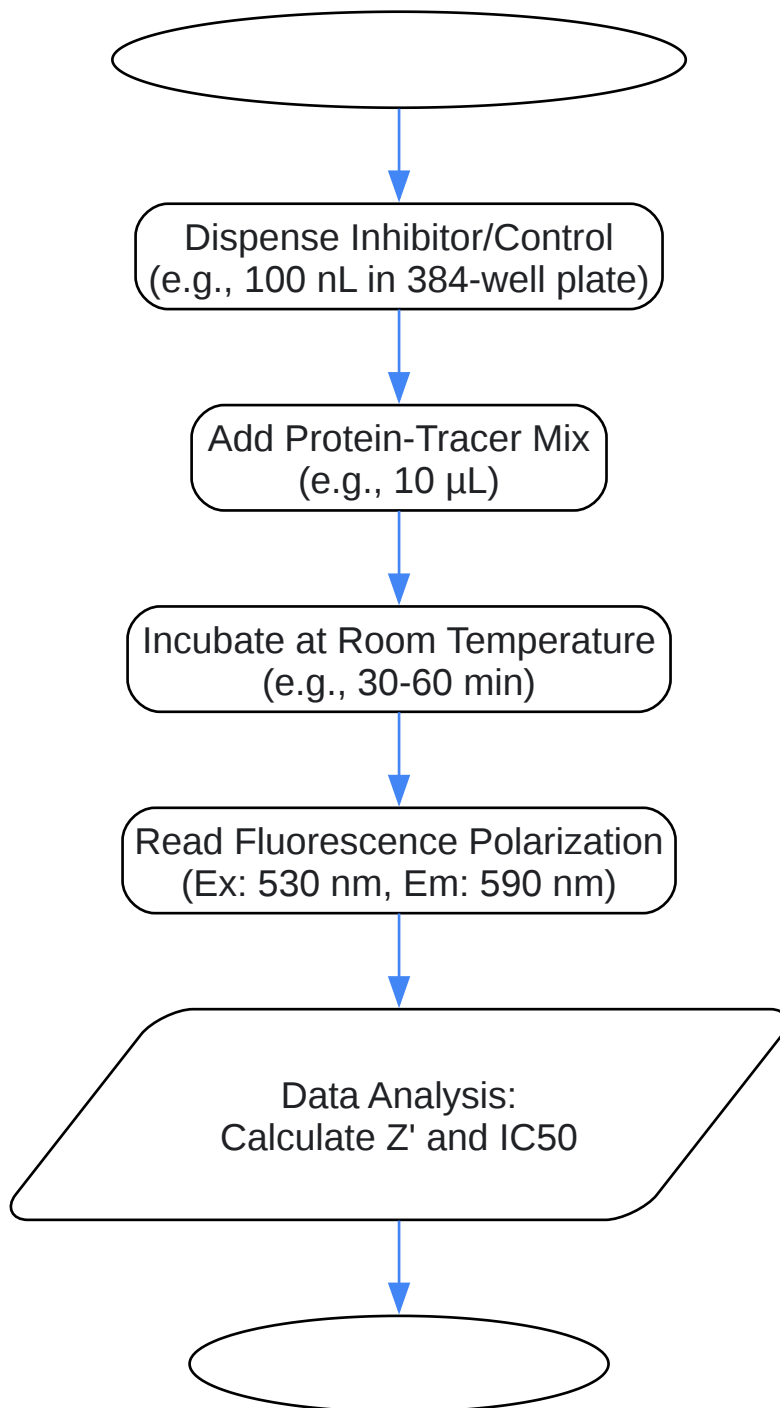 Dispense Inhibitor/Control
(e.g., 100 nL in 384-well plate)
Add Protein-Tracer Mix
(e.g., 10 µL)
Incubate at Room Temperature
(e.g., 30-60 min)
Read Fluorescence Polarization
(Ex: 530 nm, Em: 590 nm)
Data Analysis:
Calculate Z' and IC50